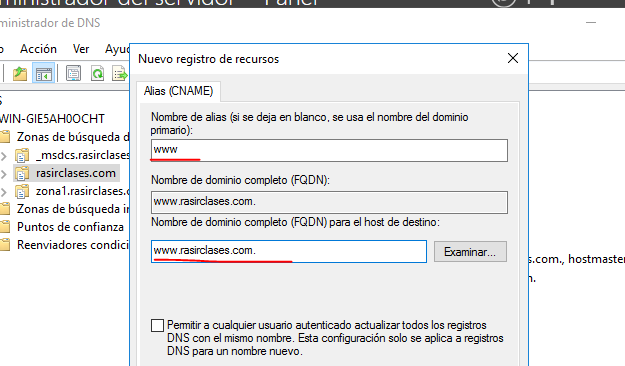 ministrador del servidor Panel
ministrador de DNS
Acción Ver
Nuevo registro de recursos
Alias (CNAME)
Nombre de alias (si se deja en blanco, se usa el nombre del dominio
primario):
www
Nombre de dominio completo (FQDN):
www.rasirclases.com.
Nombre de dominio completo (FQDN) para el host de destino:
www.rasirclases.com.
Examinar...
Permitir a cualquier usuario autenticado actualizar todos los registros
DNS con el mismo nombre. Esta configuración solo se aplica a registros
DNS para un nombre nuevo.
S
WIN-GIE5AH0OCHT
Zonas de búsqueda d
_msdcs.rasirclases
rasirclases.com
zona1.rasirclases.c
Zonas de búsqueda in
Puntos de confianza
Reenviadores condici
s.com., hostmaster
m.